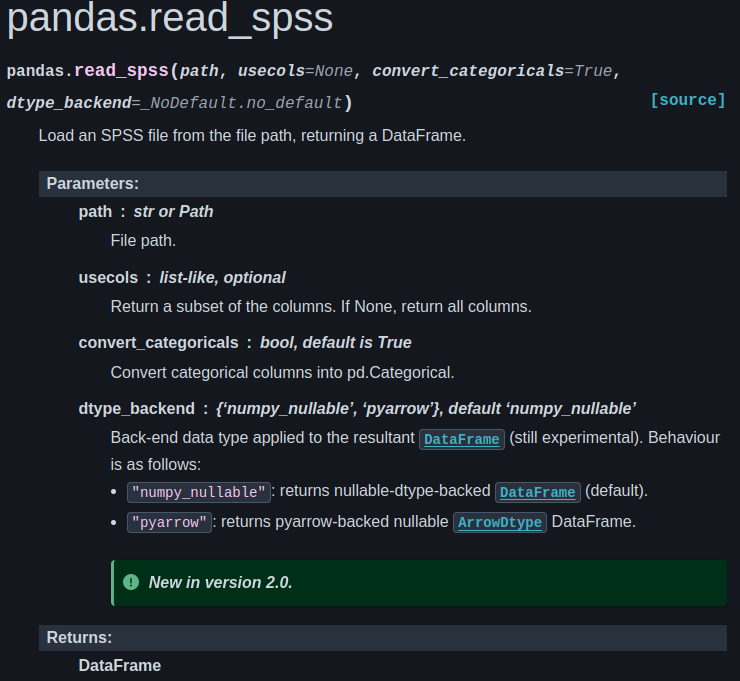 pandas.read_spss
pandas.read_spss(path, usecols=None, convert_categoricals=True,
dtype_backend=_NoDefault.no_default) [source]
Load an SPSS file from the file path, returning a DataFrame.
Parameters:
path : str or Path
File path.
usecols : list-like, optional
Return a subset of the columns. If None, return all columns.
convert_categoricals : bool, default is True
Convert categorical columns into pd.Categorical.
dtype_backend : {‘numpy_nullable’, ‘pyarrow’}, default ‘numpy_nullable’
Back-end data type applied to the resultant DataFrame (still experimental). Behaviour
is as follows:
• "numpy_nullable": returns nullable-dtype-backed DataFrame (default).
• "pyarrow": returns pyarrow-backed nullable ArrowDtype DataFrame.
New in version 2.0.
Returns:
DataFrame